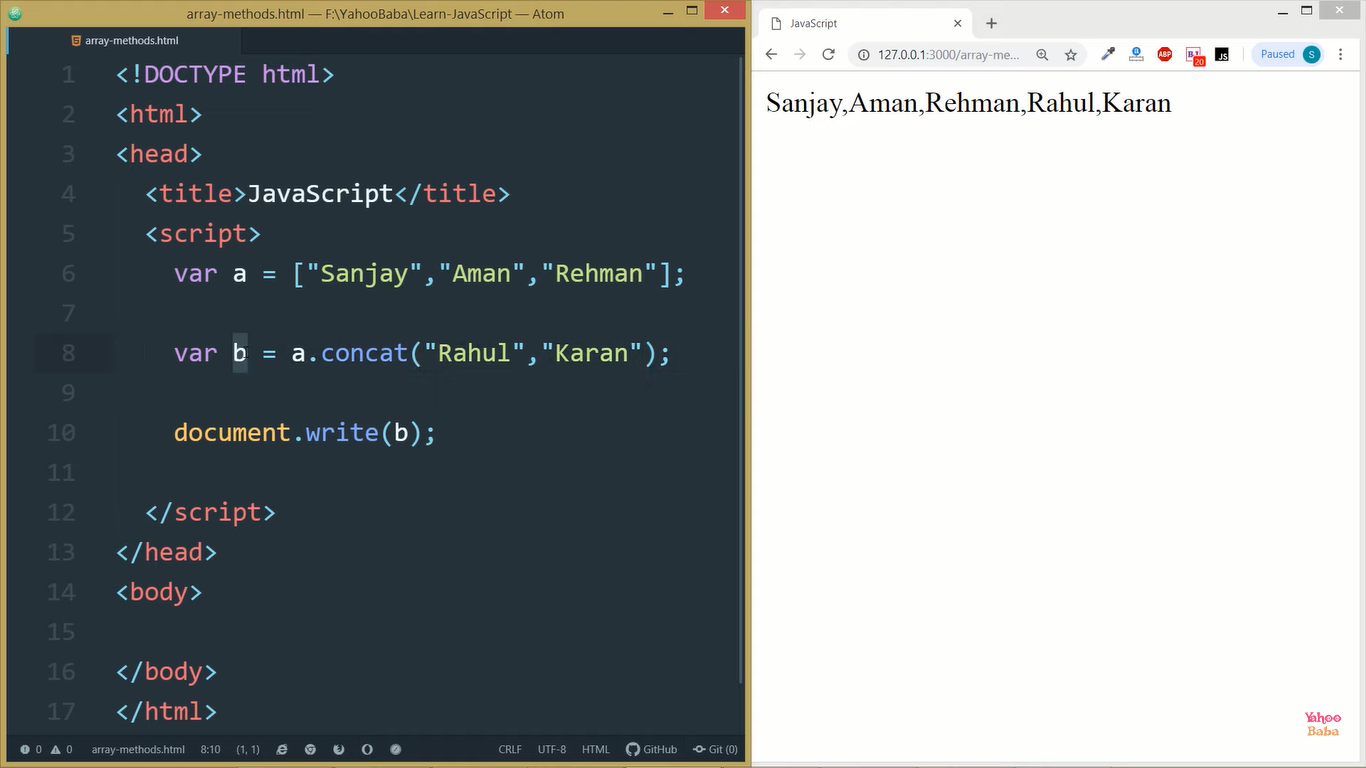 array-methods.html — F:\YahooBaba\Learn-JavaScript — Atom
array-methods.html
1 <!DOCTYPE html>
2 <html>
3 <head>
4 <title>JavaScript</title>
5 <script>
6 var a = ["Sanjay","Aman","Rehman"];
7
8 var b = a.concat("Rahul","Karan");
9
10 document.write(b);
11
12 </script>
13 </head>
14 <body>
15
16 </body>
17 </html>
0 0 array-methods.html 8:10 (1, 1) CRLF UTF-8 HTML GitHub Git (0)
JavaScript
127.0.0.1:3000/array-me... ABP 20 JS Paused S
Sanjay,Aman,Rehman,Rahul,Karan
Yahoo
Baba